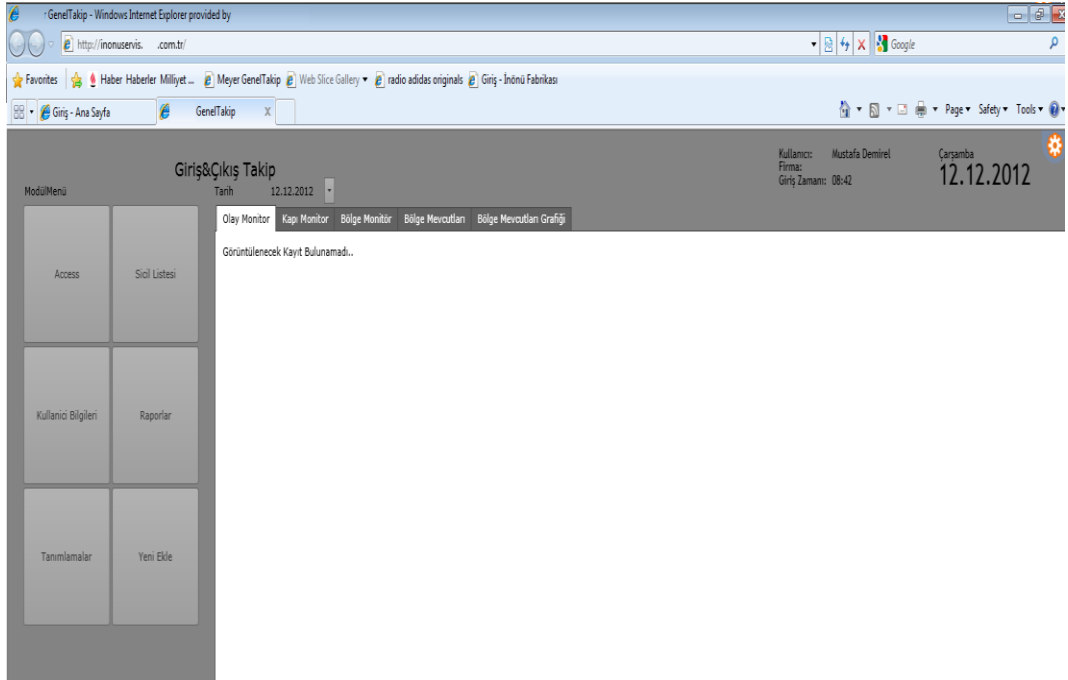 GenelTakip - Windows Internet Explorer provided by
http://inonuservis. .com.tr/
Google
Favorites Haber Haberler Milliyet ... Meyer GenelTakip Web Slice Gallery radio adidas originals Giriş - İnönü Fabrikası
Giriş - Ana Sayfa GenelTakip X Page Safety Tools
Giriş&Çıkış Takip
Kullanıcı: Mustafa Demirel
Firma:
Giriş Zamanı: 08:42
Çarşamba
12.12.2012
ModülMenü
Tarih 12.12.2012
Olay Monitor Kapı Monitor Bölge Monitör Bölge Mevcutları Bölge Mevcutları Grafiği
Görüntülenecek Kayıt Bulunamadı..
Access Sicil Listesi
Kullanici Bilgileri Raporlar
Tanımlamalar Yeni Ekle